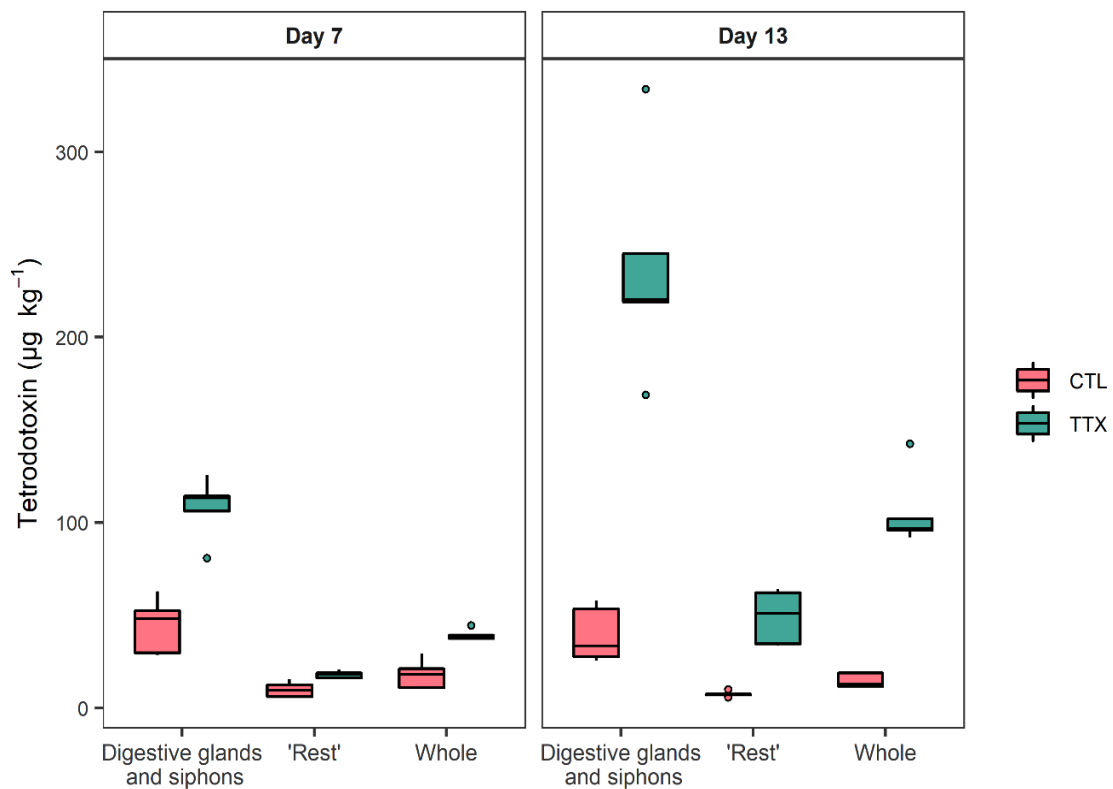 Day 7
Day 13
Tetrodotoxin (µg kg⁻¹)
300
200
100
0
Digestive glands
and siphons
'Rest'
Whole
Digestive glands
and siphons
'Rest'
Whole
CTL
TTX